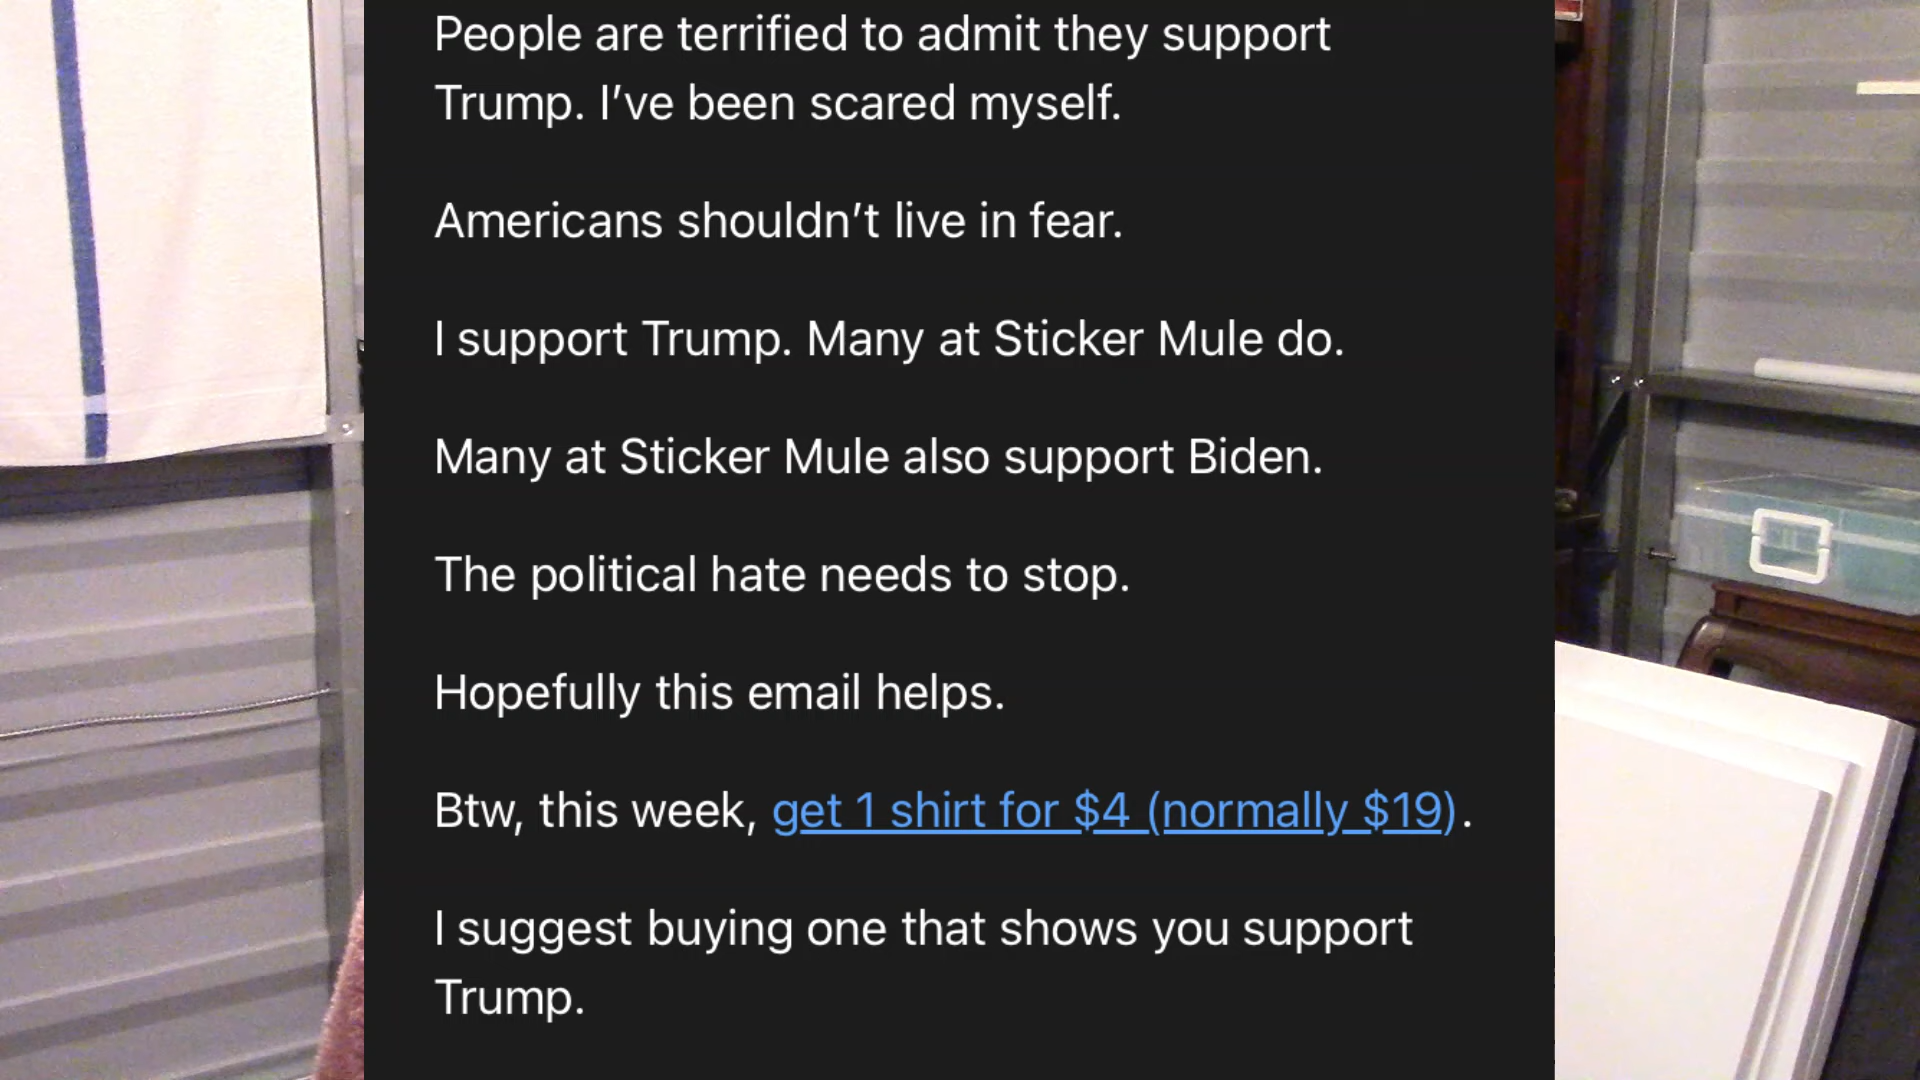 People are terrified to admit they support
Trump. I’ve been scared myself.
Americans shouldn’t live in fear.
I support Trump. Many at Sticker Mule do.
Many at Sticker Mule also support Biden.
The political hate needs to stop.
Hopefully this email helps.
Btw, this week, get 1 shirt for $4 (normally $19).
I suggest buying one that shows you support
Trump.